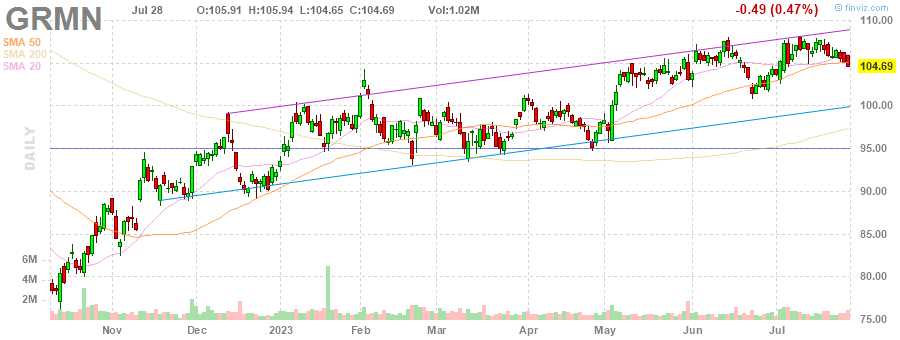 GRMN Jul 28 O:105.91 H:105.94 L:104.65 C:104.69 Vol:1.02M -0.49 (0.47%) © finviz.com
SMA 50
SMA 200
SMA 20
DAILY
110.00
104.69
100.00
95.00
90.00
85.00
80.00
75.00
6M
4M
2M
Nov Dec 2023 Feb Mar Apr May Jun Jul